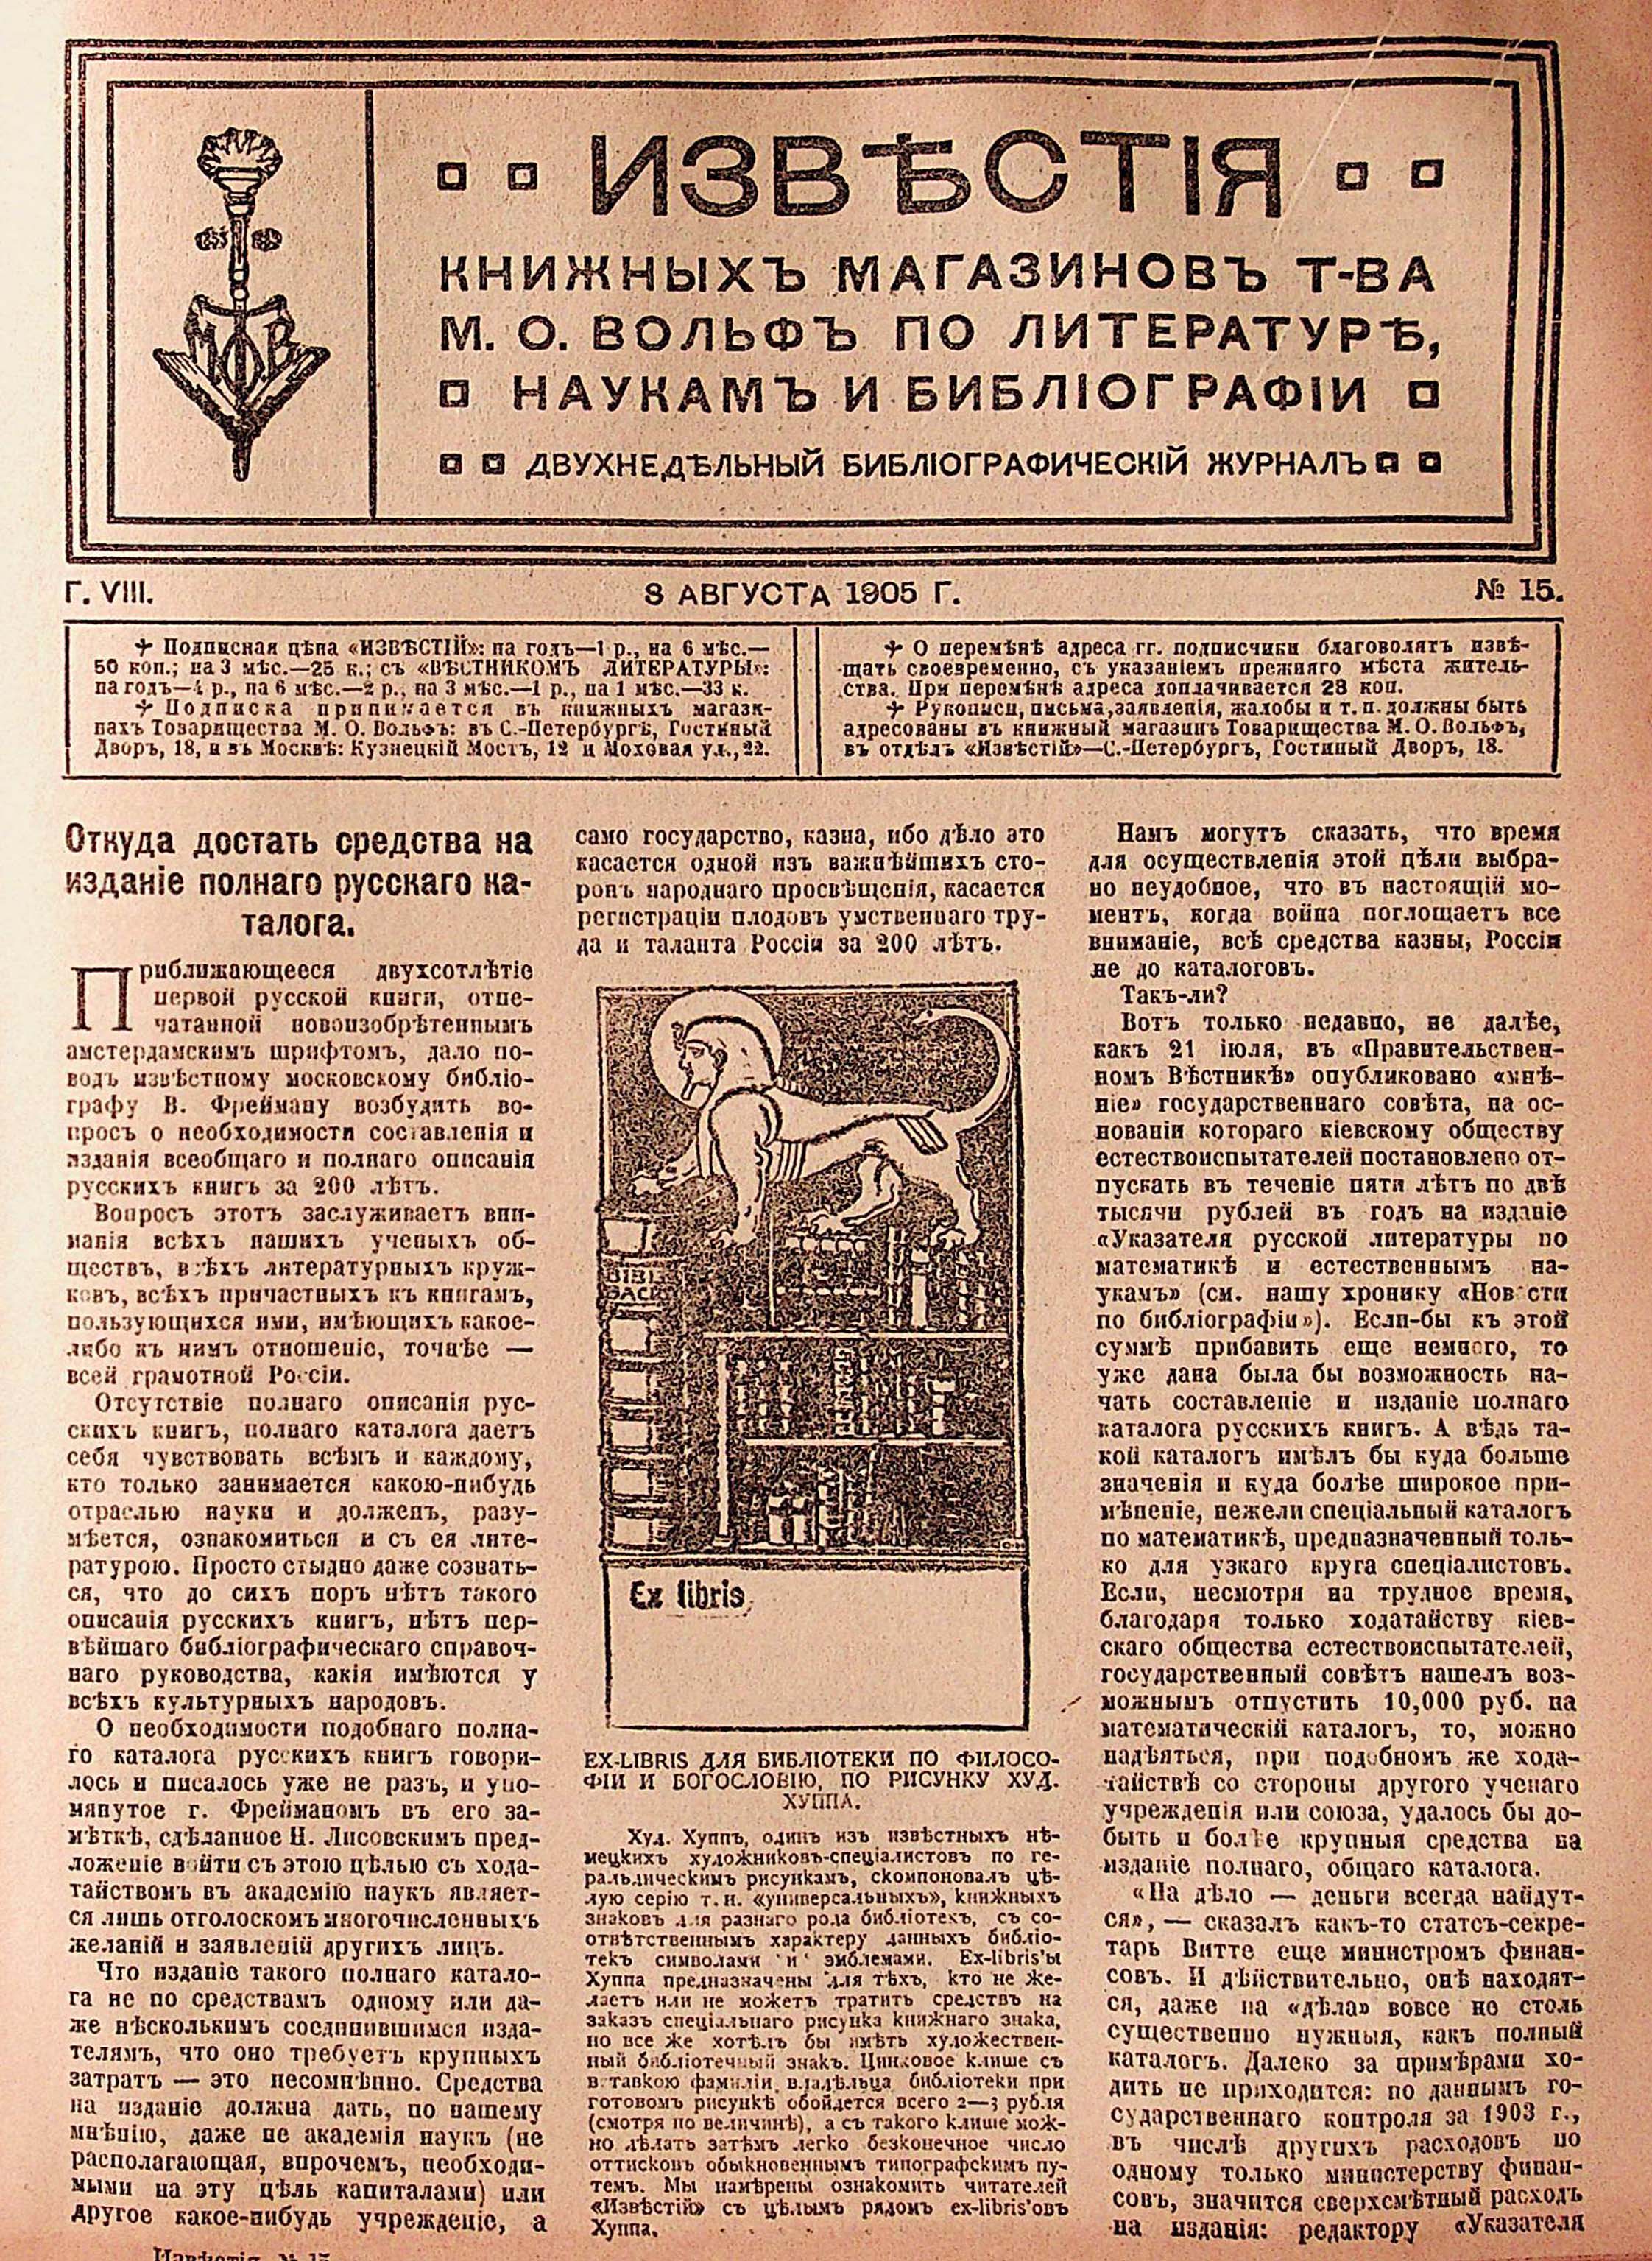 ИЗВѢСТІЯ
КНИЖНЫХЪ МАГАЗИНОВЪ Т-ВА
М. О. ВОЛЬФЪ ПО ЛИТЕРАТУРѢ,
НАУКАМЪ И БИБЛІОГРАФІИ
ДВУХНЕДѢЛЬНЫЙ БИБЛІОГРАФИЧЕСКІЙ ЖУРНАЛЪ
МОВ
Г. VIII.
8 АВГУСТА 1905 Г.
№ 15.
Подписная цѣна «ИЗВѢСТІЙ»: на годъ—1 р., на 6 мѣс.—
50 коп.; на 3 мѣс.—25 к.; съ «ВѢСТНИКОМЪ ЛИТЕРАТУРЫ»:
на годъ—4 р., на 6 мѣс.—2 р., на 3 мѣс.—1 р., на 1 мѣс.—33 к.
Подписка принимается въ книжныхъ магази-
нахъ Товарищества М. О. Вольфъ: въ С.-Петербургѣ, Гостиный
Дворъ, 18, и въ Москвѣ: Кузнецкій Мостъ, 12 и Моховая ул., 22.
О перемѣнѣ адреса гг. подписчики благоволятъ извѣ-
щать своевременно, съ указаніемъ прежняго мѣста житель-
ства. При перемѣнѣ адреса доплачивается 28 коп.
Рукописи, письма, заявленія, жалобы и т. п. должны быть
адресованы въ книжный магазинъ Товарищества М. О. Вольфъ,
въ отдѣлъ «Извѣстій»—С.-Петербургъ, Гостиный Дворъ, 18.
Откуда достать средства на
изданіе полнаго русскаго ка-
талога.
Приближающееся двухсотлѣтіе
первой русской книги, отпе-
чатанной новоизобрѣтеннымъ
амстердамскимъ шрифтомъ, дало по-
водъ извѣстному московскому библіо-
графу В. Фрейману возбудить во-
просъ о необходимости составленія и
изданія всеобщаго и полнаго описанія
русскихъ книгъ за 200 лѣтъ.
Вопросъ этотъ заслуживаетъ вни-
манія всѣхъ нашихъ ученыхъ об-
ществъ, всѣхъ литературныхъ круж-
ковъ, всѣхъ причастныхъ къ книгамъ,
пользующихся ими, имѣющихъ какое-
либо къ нимъ отношеніе, точнѣе —
всей грамотной Россіи.
Отсутствіе полнаго описанія рус-
скихъ книгъ, полнаго каталога даетъ
себя чувствовать всѣмъ и каждому,
кто только занимается какою-нибудь
отраслью науки и долженъ, разу-
мѣется, ознакомиться и съ ея лите-
ратурою. Просто стыдно даже сознать-
ся, что до сихъ поръ нѣтъ такого
описанія русскихъ книгъ, нѣтъ пер-
вѣйшаго библіографическаго справоч-
наго руководства, какія имѣются у
всѣхъ культурныхъ народовъ.
О необходимости подобнаго полна-
го каталога русскихъ книгъ говори-
лось и писалось уже не разъ, и упо-
мянутое г. Фрейманомъ въ его за-
мѣткѣ, сдѣланное Н. Лисовскимъ пред-
ложеніе войти съ этою цѣлью съ хода-
тайствомъ въ академію наукъ являет-
ся лишь отголоскомъ многочисленныхъ
желаній и заявленій другихъ лицъ.
Что изданіе такого полнаго катало-
га не по средствамъ одному или да-
же нѣсколькимъ соединившимся изда-
телямъ, что оно требуетъ крупныхъ
затратъ — это несомнѣнно. Средства
на изданіе должна дать, по нашему
мнѣнію, даже не академія наукъ (не
располагающая, впрочемъ, необходи-
мыми на эту цѣль капиталами) или
другое какое-нибудь учрежденіе, а
Извѣстія № 15
само государство, казна, ибо дѣло это
касается одной изъ важнѣйшихъ сто-
ронъ народнаго просвѣщенія, касается
регистраціи плодовъ умственнаго тру-
да и таланта Россіи за 200 лѣтъ.
BIBL
SACR
Ex libris
EX-LIBRIS ДЛЯ БИБЛІОТЕКИ ПО ФИЛОСО-
ФІИ И БОГОСЛОВІЮ, ПО РИСУНКУ ХУД.
ХУППА.
Худ. Хуппъ, одинъ изъ извѣстныхъ нѣ-
мецкихъ художниковъ-спеціалистовъ по ге-
ральдическимъ рисункамъ, скомпоновалъ цѣ-
лую серію т. н. «универсальныхъ», книжныхъ
знаковъ для разнаго рода библіотекъ, съ со-
отвѣтственнымъ характеру данныхъ библіо-
текъ символами и эмблемами. Ex-libris'ы
Хуппа предназначены для тѣхъ, кто не же-
лаетъ или не можетъ тратить средствъ на
заказъ спеціальнаго рисунка книжнаго знака,
но все же хотѣлъ бы имѣть художествен-
ный библіотечный знакъ. Цинковое клише съ
вставкою фамиліи владѣльца библіотеки при
готовомъ рисункѣ обойдется всего 2—3 рубля
(смотря по величинѣ), а съ такого клише мож-
но дѣлать затѣмъ легко безконечное число
оттисковъ обыкновеннымъ типографскимъ пу-
темъ. Мы намѣрены ознакомить читателей
«Извѣстій» съ цѣлымъ рядомъ ex-libris'овъ
Хуппа.
Намъ могутъ сказать, что время
для осуществленія этой цѣли выбра-
но неудобное, что въ настоящій мо-
ментъ, когда война поглощаетъ все
вниманіе, всѣ средства казны, Россіи
не до каталоговъ.
Такъ-ли?
Вотъ только недавно, не далѣе,
какъ 21 іюля, въ «Правительствен-
номъ Вѣстникѣ» опубликовано «мнѣ-
ніе» государственнаго совѣта, на ос-
нованіи котораго кіевскому обществу
естествоиспытателей постановлено от-
пускать въ теченіе пяти лѣтъ по двѣ
тысячи рублей въ годъ на изданіе
«Указателя русской литературы по
математикѣ и естественнымъ на-
укамъ» (см. нашу хронику «Новости
по библіографіи»). Если-бы къ этой
суммѣ прибавить еще немного, то
уже дана была бы возможность на-
чать составленіе и изданіе полнаго
каталога русскихъ книгъ. А вѣдь та-
кой каталогъ имѣлъ бы куда больше
значенія и куда болѣе широкое при-
мѣненіе, нежели спеціальный каталогъ
по математикѣ, предназначенный толь-
ко для узкаго круга спеціалистовъ.
Если, несмотря на трудное время,
благодаря только ходатайству кіев-
скаго общества естествоиспытателей,
государственный совѣтъ нашелъ воз-
можнымъ отпустить 10,000 руб. на
математическій каталогъ, то, можно
надѣяться, при подобномъ же хода-
тайствѣ со стороны другого ученаго
учрежденія или союза, удалось бы до-
быть и болѣе крупныя средства на
изданіе полнаго, общаго каталога.
«На дѣло — деньги всегда найдут-
ся», — сказалъ какъ-то статсъ-секре-
тарь Витте еще министромъ финан-
совъ. И дѣйствительно, онѣ находят-
ся, даже на «дѣла» вовсе не столь
существенно нужныя, какъ полный
каталогъ. Далеко за примѣрами хо-
дить не приходится: по даннымъ го-
сударственнаго контроля за 1903 г.,
въ числѣ другихъ расходовъ по
одному только министерству финан-
совъ, значится сверхсмѣтный расходъ
на изданія: редактору «Указателя